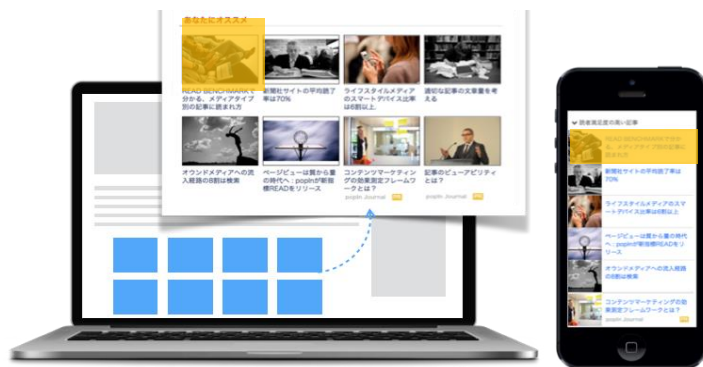 あなたにオススメ
READ BENCHMARKで
分かる、メディアタイプ
別の記事に読まれ方
新聞社サイトの平均読了
率は70%
ライフスタイルメディア
のスマートデバイス比率
は6割以上
適切な記事の文章量を考
える
オウンドメディアへの流
入経路の8割は検索
ページビューは質から量
の時代へ：popInが新指
標READをリリース
コンテンツマーケティン
グの効果測定フレームワ
ークとは？
popIn Journal
記事のビューアビリティ
とは？
popIn Journal
読者満足度の高い記事
READ BENCHMARKで分か
る、メディアタイプ別の記事に
読まれ方
新聞社サイトの平均読了率は
70%
ライフスタイルメディアのスマ
ートデバイス比率は6割以上
ページビューは質から量の時代
へ：popInが新指標READをリ
リース
オウンドメディアへの流入経路
の8割は検索
コンテンツマーケティングの効
果測定フレームワークとは？
popIn Journal